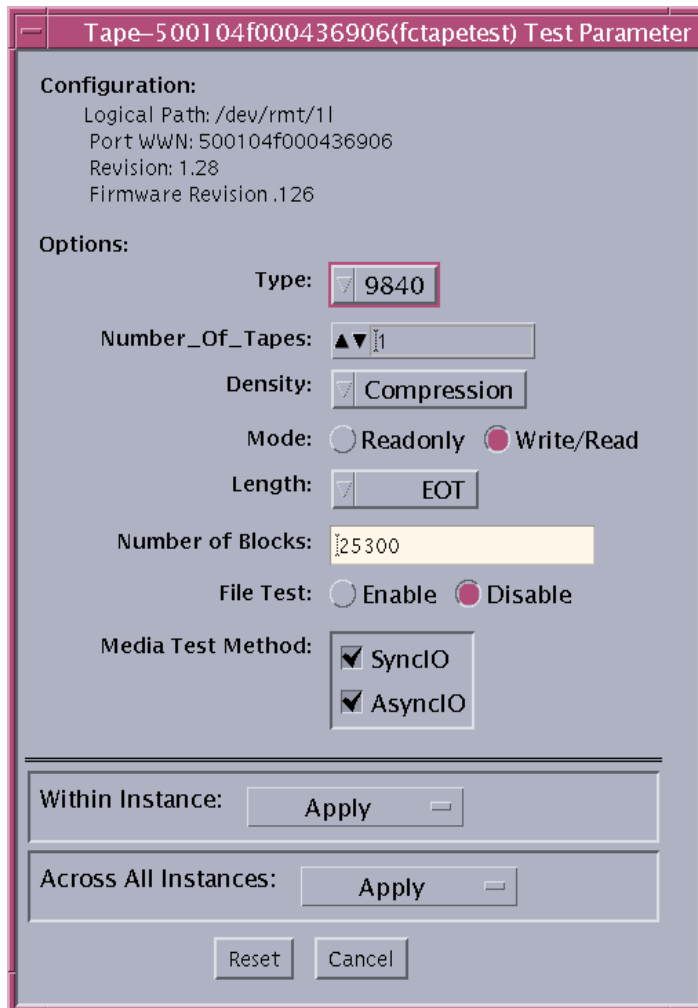 Tape-500104f000436906(fctapetest) Test Parameter
Configuration:
Logical Path: /dev/rmt/1l
Port WWN: 500104f000436906
Revision: 1.28
Firmware Revision .126
Options:
Type: 9840
Number_Of_Tapes: 1
Density: Compression
Mode: Readonly Write/Read
Length: EOT
Number of Blocks: 25300
File Test: Enable Disable
Media Test Method: SyncIO
AsyncIO
Within Instance: Apply
Across All Instances: Apply
Reset Cancel